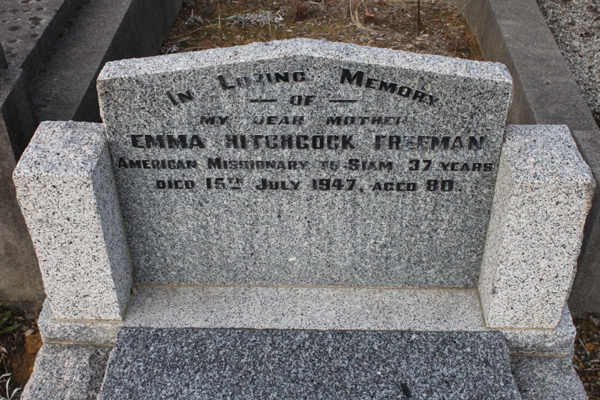 In Loving Memory
— OF —
MY DEAR MOTHER
EMMA HITCHCOCK FREEMAN
AMERICAN MISSIONARY TO SIAM 37 YEARS
DIED 15TH JULY 1947, AGED 80.